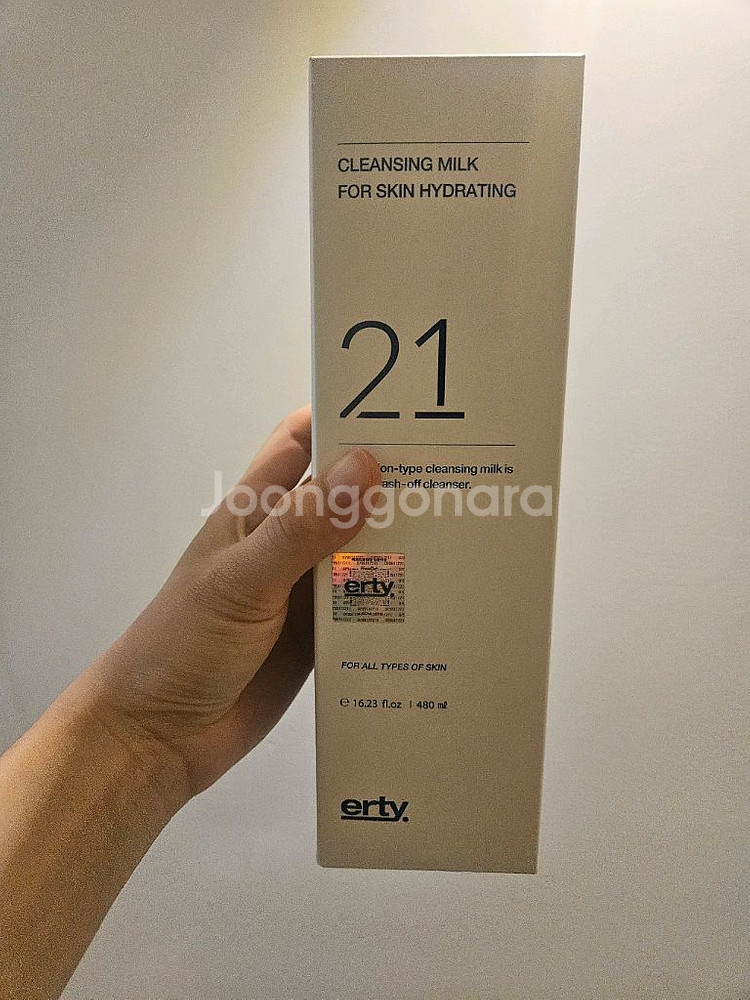 CLEANSING MILK
FOR SKIN HYDRATING
21
on-type cleansing milk is
ash-off cleanser.
Joonggonara
erty.
FOR ALL TYPES OF SKIN
℮ 16.23 fl.oz | 480 ㎖
erty.